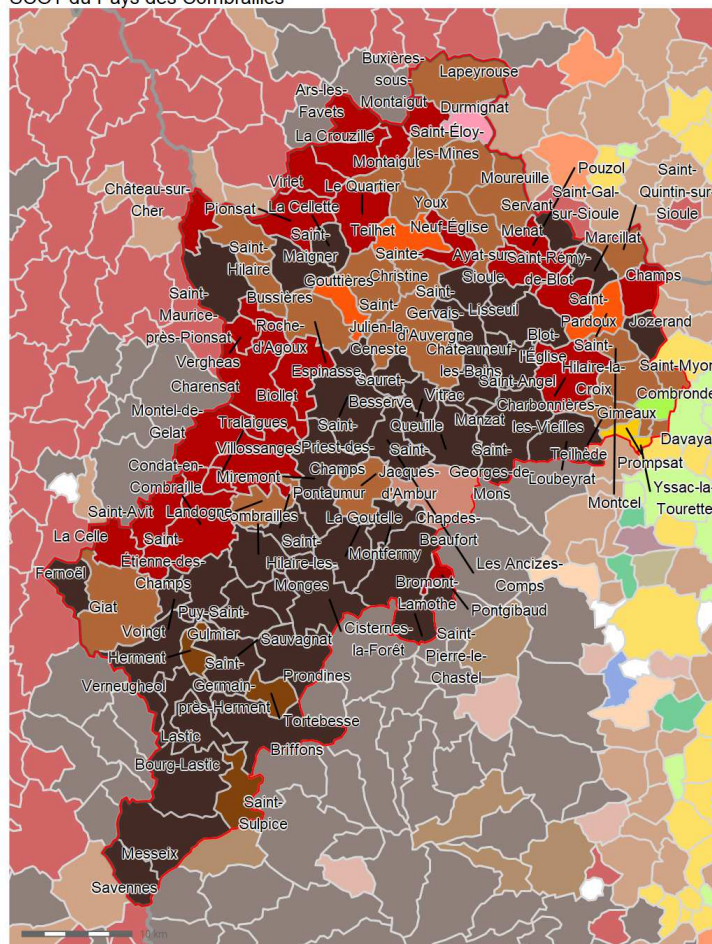 SCOT du Pays des Combrailles
Buxières-
sous-
Montaigut
Lapeyrouse
Ars-les-
Favets
Durmignat
La Crouzille
Saint-Éloy-
les-Mines
Montaigut
Moureuille
Pouzol
Saint-
Quintin-sur-
Sioule
Château-sur-
Cher
Virlet
Le Quartier
Youx
Servant
Saint-Gal-
sur-Sioule
Pionsat
La Cellette
Teilhet
Neuf-Église
Menat
Marcillat
Saint-
Hilaire
Saint-
Maigner
Sainte-
Christine
Ayat-sur-
Sioule
Saint-Rémy-
de-Blot
Champs
Gouttières
Saint-
Maurice-
près-Pionsat
Bussières
Saint-
Julien-la-
Geneste
Saint-
Gervais-
d'Auvergne
Lisseuil
Saint-
Pardoux
Jozerand
Roche-
d'Agoux
Châteauneuf-
les-Bains
Blot-
l'Église
Saint-
Hilaire-la-
Croix
Saint-Myon
Vergheas
Espinasse
Charensat
Biollet
Sauret-
Besserve
Vitrac
Saint-Angel
Charbonnières-
les-Vieilles
Combronde
Montel-de-
Gelat
Tralaigues
Saint-
Priest-des-
Champs
Queuille
Manzat
Gimeaux
Davayat
Villossanges
Saint-
Jacques-
d'Ambur
Saint-
Georges-de-
Mons
Teilhède
Prompsat
Condat-en-
Combraille
Miremont
Loubeyrat
Yssac-la-
Tourette
Saint-Avit
Landogne
Pontaumur
Montcel
Combrailles
La Goutelle
Chapdes-
Beaufort
La Celle
Saint-
Étienne-des-
Champs
Saint-
Hilaire-les-
Monges
Montfermy
Les Ancizes-
Comps
Fernoël
Giat
Bromont-
Lamothe
Pontgibaud
Voingt
Puy-Saint-
Gulmier
Sauvagnat
Cisternes-
la-Forêt
Saint-
Pierre-le-
Chastel
Herment
Saint-
Germain-
près-Herment
Prondines
Verneugheol
Tortebesse
Lastic
Briffons
Bourg-Lastic
Saint-
Sulpice
Messeix
Savennes
10 km